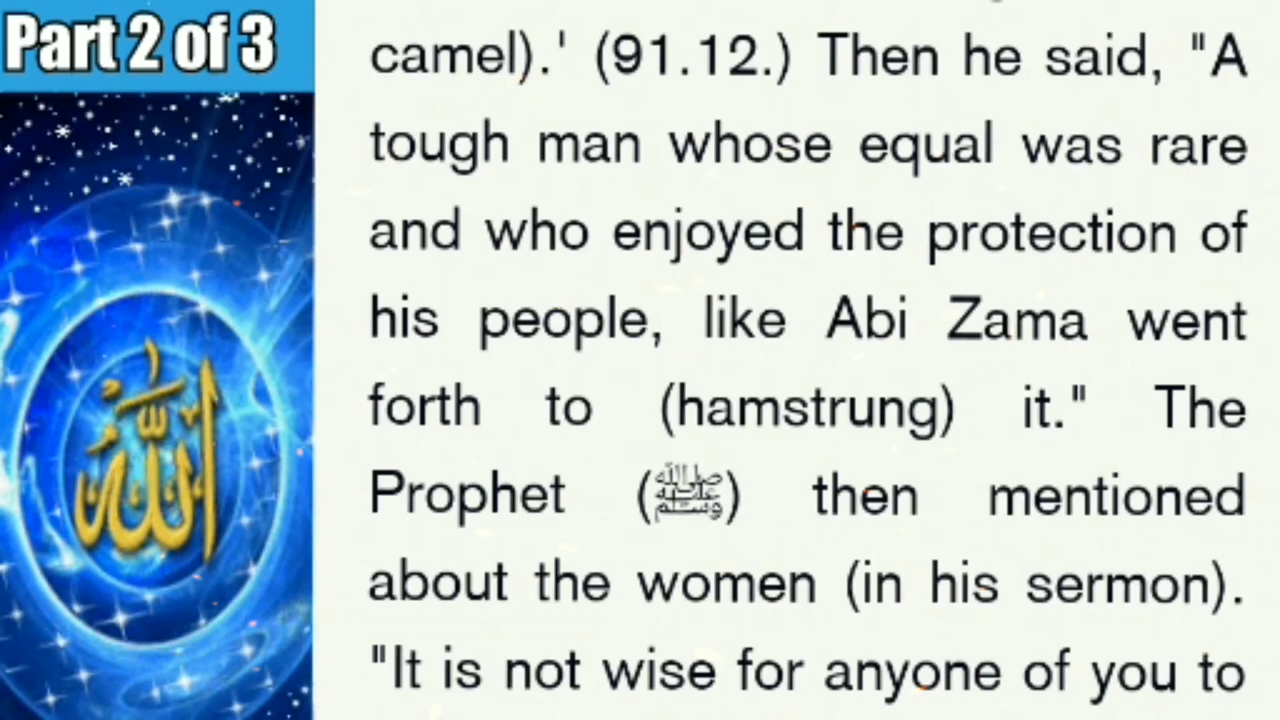 Part 2 of 3
camel).' (91.12.) Then he said, "A
tough man whose equal was rare
and who enjoyed the protection of
his people, like Abi Zama went
forth to (hamstrung) it." The
Prophet (ﷺ) then mentioned
about the women (in his sermon).
"It is not wise for anyone of you to
الله